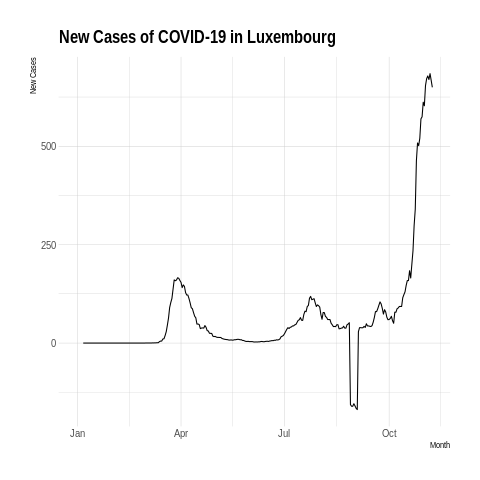 New Cases of COVID-19 in Luxembourg
New Cases
500
250
0
Jan Apr Jul Oct
Month